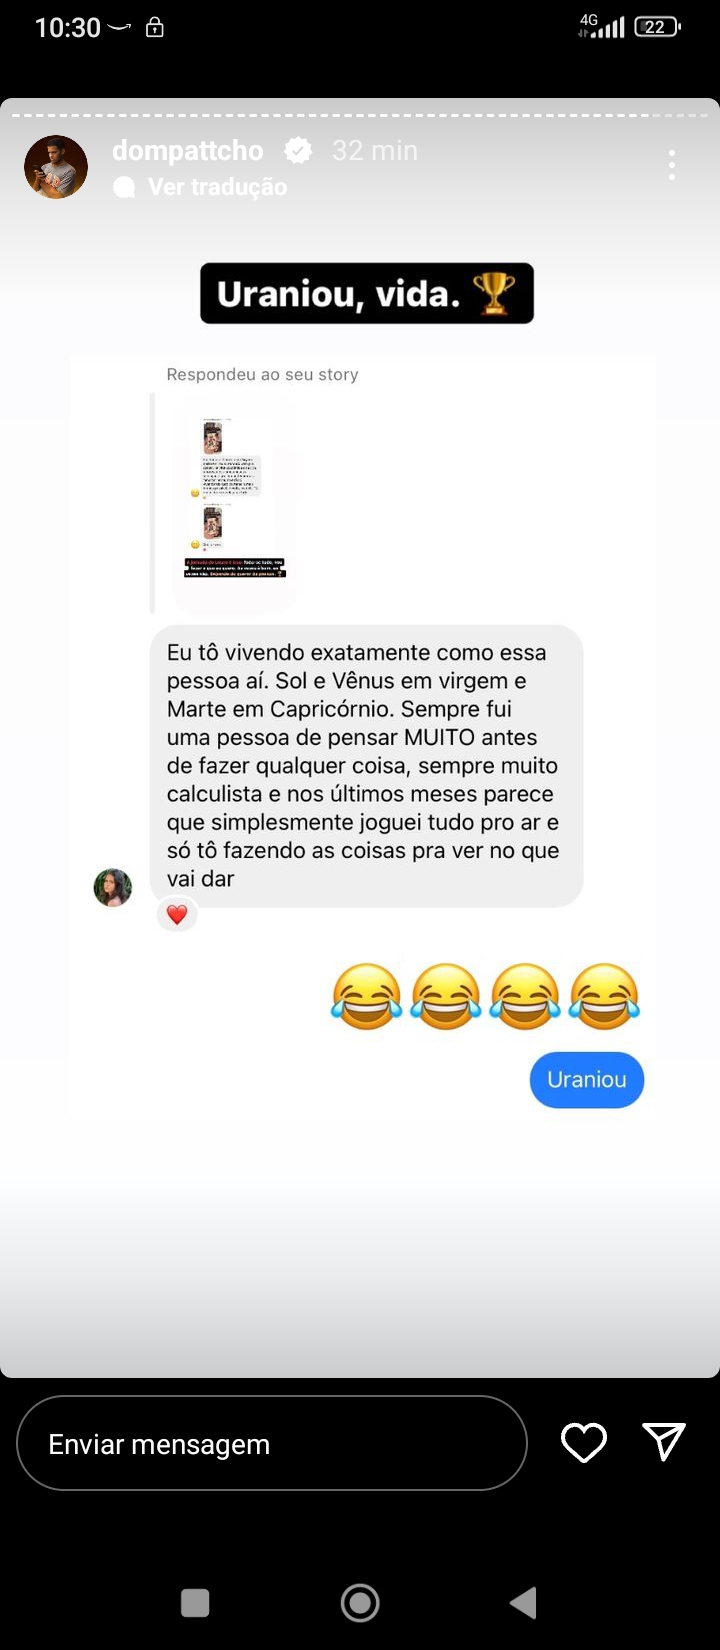 10:30
4G
22
dompattcho 32 min
Ver tradução
Uraniou, vida. 🏆
Respondeu ao seu story
Eu tô vivendo exatamente como essa
pessoa aí. Sol e Vênus em virgem e
Marte em Capricórnio. Sempre fui
uma pessoa de pensar MUITO antes
de fazer qualquer coisa, sempre muito
calculista e nos últimos meses parece
que simplesmente joguei tudo pro ar e
só tô fazendo as coisas pra ver no que
vai dar
❤️
😂😂😂😂
Uraniou
Enviar mensagem